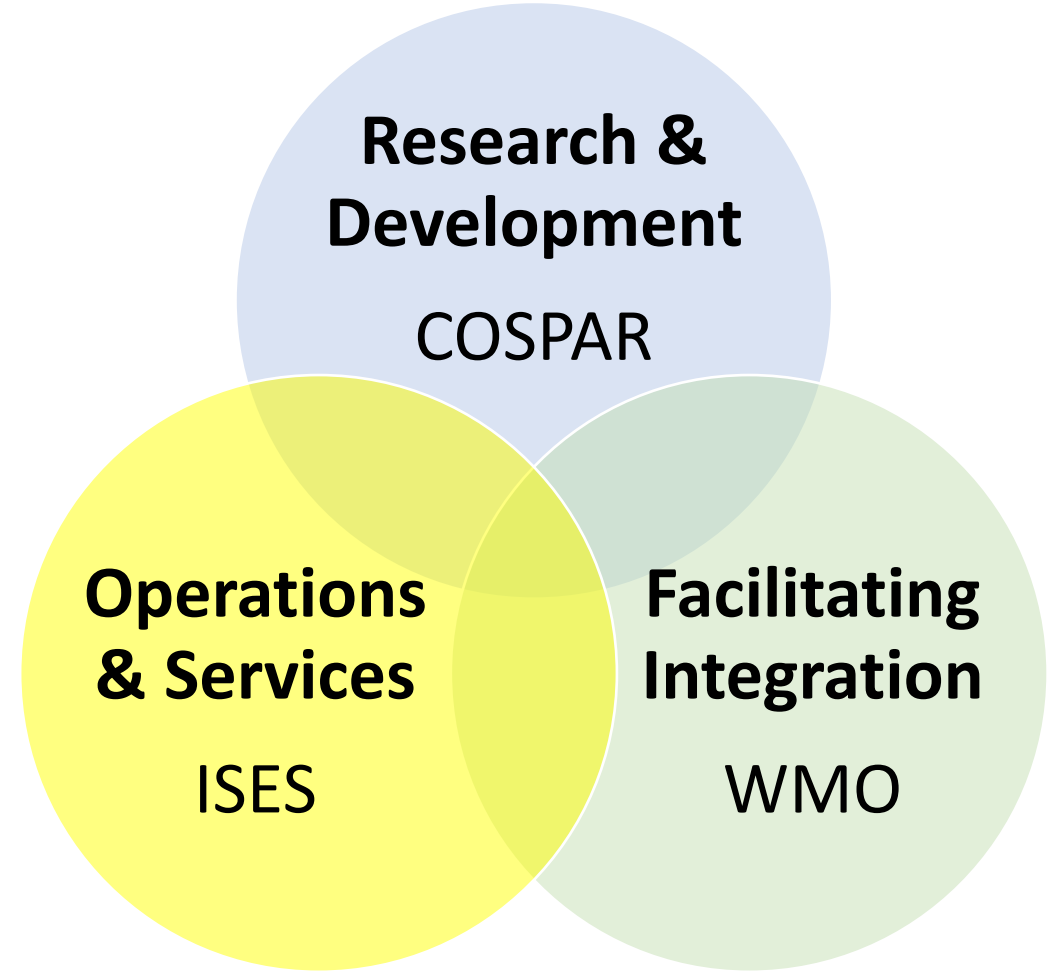 Research &
Development
COSPAR
Operations
& Services
ISES
Facilitating
Integration
WMO